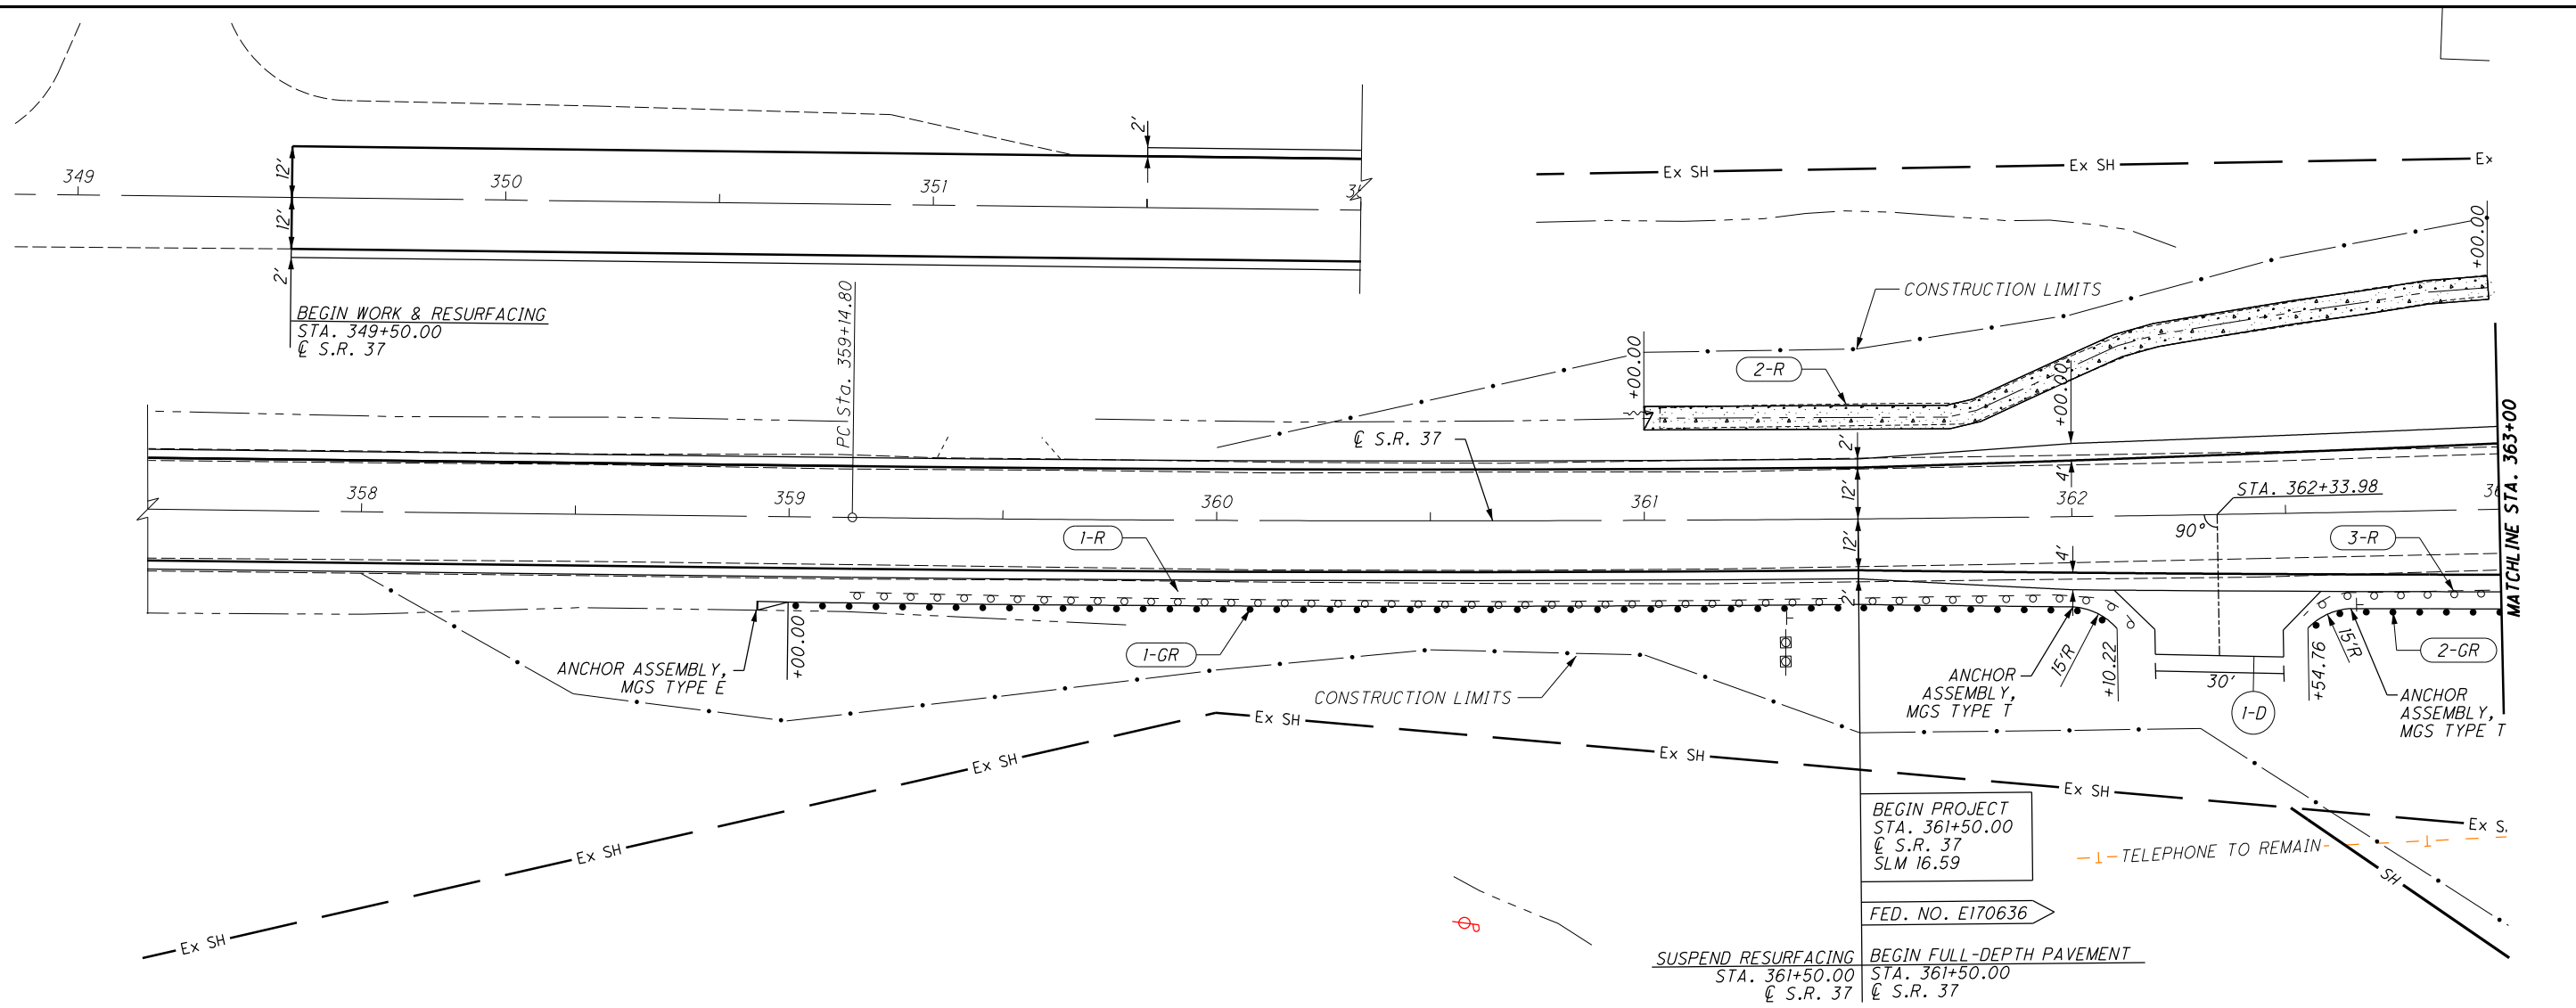 2'
Ex SH
Ex SH
Ex
349
12'
350
351
12'
2'
+00.00
CONSTRUCTION LIMITS
BEGIN WORK & RESURFACING
STA. 349+50.00
℄ S.R. 37
PC Sta. 359+14.80
+00.00
2-R
+00.00
MATCHLINE STA. 363+00
℄ S.R. 37
2'
358
359
360
361
12'
4'
362
STA. 362+33.98
90°
1-R
12'
4'
3-R
2'
+00.00
1-GR
ANCHOR ASSEMBLY,
MGS TYPE E
CONSTRUCTION LIMITS
ANCHOR
ASSEMBLY,
MGS TYPE T
15'R
+10.22
30'
1-D
+54.76
15'R
2-GR
ANCHOR
ASSEMBLY,
MGS TYPE T
Ex SH
Ex SH
Ex SH
Ex SH
Ex SH
Ex SH
Ex S
BEGIN PROJECT
STA. 361+50.00
℄ S.R. 37
SLM 16.59
TELEPHONE TO REMAIN
SH
FED. NO. E170636
SUSPEND RESURFACING
STA. 361+50.00
℄ S.R. 37
BEGIN FULL-DEPTH PAVEMENT
STA. 361+50.00
℄ S.R. 37